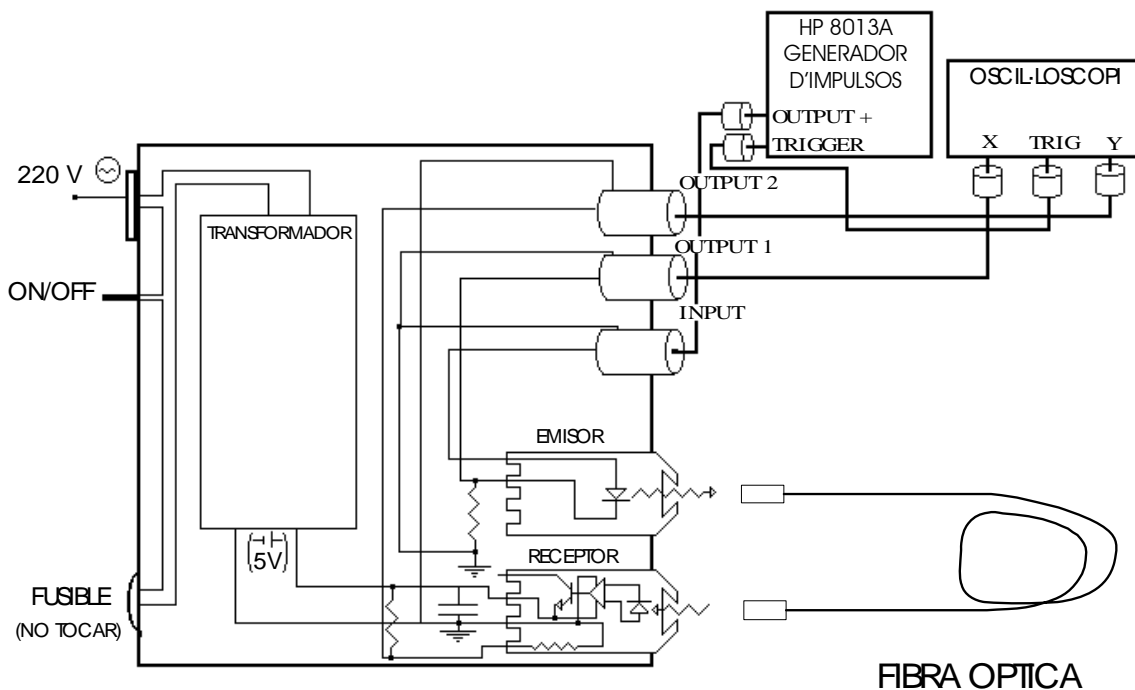 HP 8013A
GENERADOR
D'IMPULSOS
OUTPUT +
TRIGGER
OSCIL·LOSCOPI
X TRIG Y
220 V
OUTPUT 2
TRANSFORMADOR
OUTPUT 1
ON/OFF
INPUT
EMISOR
5V
RECEPTOR
FUSIBLE
(NO TOCAR)
FIBRA OPTICA